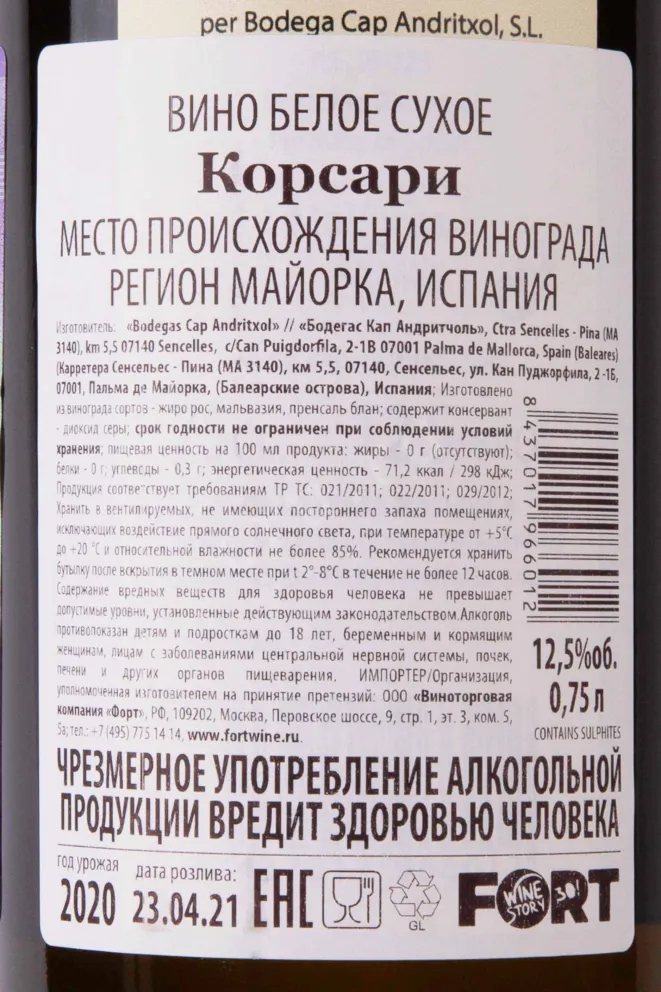 per Bodega Cap Andritxol, S.L.
ВИНО БЕЛОЕ СУХОЕ
Корсари
МЕСТО ПРОИСХОЖДЕНИЯ ВИНОГРАДА
РЕГИОН МАЙОРКА, ИСПАНИЯ
Изготовитель: «Bodegas Cap Andritxol» // «Бодегас Кап Андритчоль», Ctra Sencelles - Pina (MA
3140), km 5,5 07140 Sencelles, c/Can Puigdorfila, 2-1B 07001 Palma de Mallorca, Spain (Baleares)
(Карретера Сенсельес - Пина (MA 3140), км 5,5, 07140, Сенсельес, ул. Кан Пуджорфила, 2-1Б,
07001, Пальма де Майорка, (Балеарские острова), Испания; Изготовлено
из винограда сортов - жиро рос, мальвазия, пренсаль блан; содержит консервант
- диоксид серы; срок годности не ограничен при соблюдении условий
хранения; пищевая ценность на 100 мл продукта: жиры - 0 г (отсутствуют);
белки - 0 г; углеводы - 0,3 г; энергетическая ценность - 71,2 ккал / 298 кДж;
Продукция соответствует требованиям ТР ТС: 021/2011; 022/2011; 029/2012;
Хранить в вентилируемых, не имеющих постороннего запаха помещениях,
исключающих воздействие прямого солнечного света, при температуре от +5°С
до +20 °С и относительной влажности не более 85%. Рекомендуется хранить
бутылку после вскрытия в темном месте при t 2°-8°С в течение не более 12 часов.
Содержание вредных веществ для здоровья человека не превышает
допустимые уровни, установленные действующим законодательством.Алкоголь
противопоказан детям и подросткам до 18 лет, беременным и кормящим
женщинам, лицам с заболеваниями центральной нервной системы, почек,
печени и других органов пищеварения. ИМПОРТЕР/Организация,
уполномоченная изготовителем на принятие претензий: ООО «Виноторговая
компания «Форт», РФ, 109202, Москва, Перовское шоссе, 9, стр. 1, эт. 3, ком. 5,
5а; тел.: +7 (495) 775 14 14, www.fortwine.ru.
8 437017 966012
12,5%об.
0,75 л
CONTAINS SULPHITES
ЧРЕЗМЕРНОЕ УПОТРЕБЛЕНИЕ АЛКОГОЛЬНОЙ
ПРОДУКЦИИ ВРЕДИТ ЗДОРОВЬЮ ЧЕЛОВЕКА
год урожая
2020
дата розлива:
23.04.21
EAC
GL
FORT
WINE STORY
30!